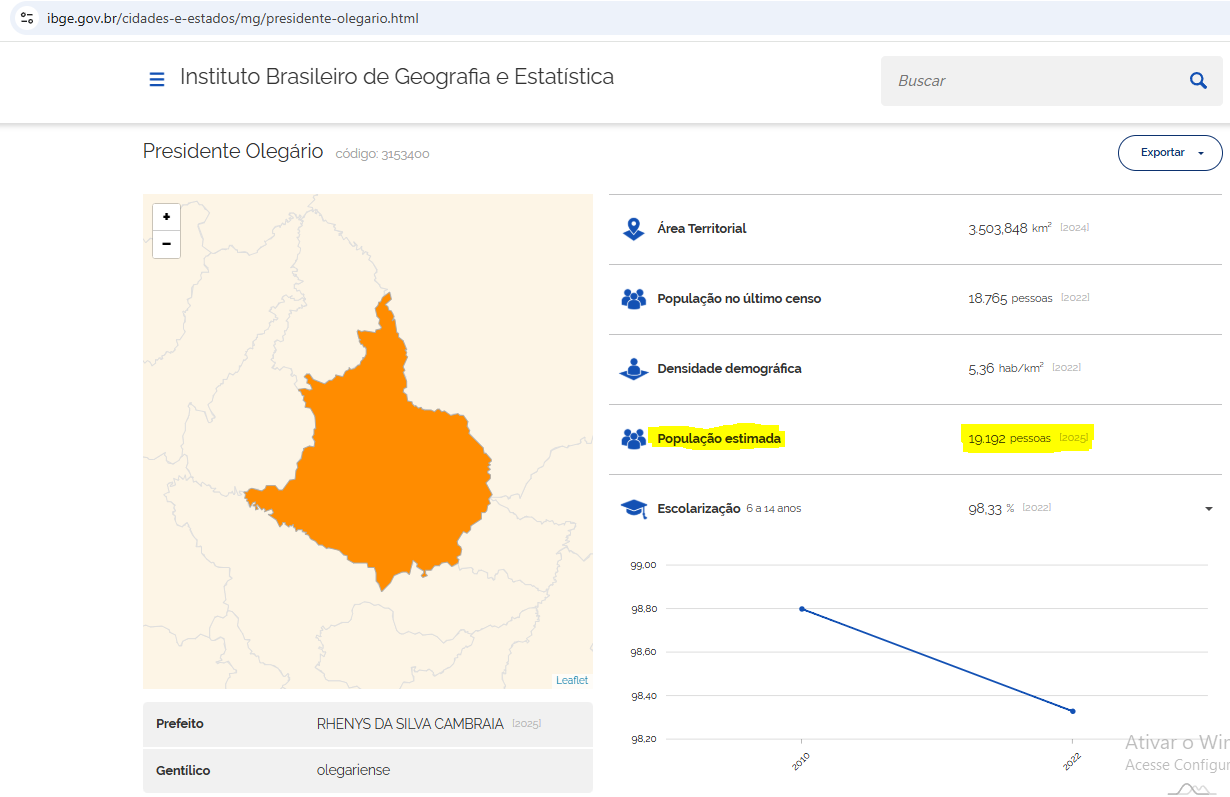 ibge.gov.br/cidades-e-estados/mg/presidente-olegario.html
Instituto Brasileiro de Geografia e Estatística
Buscar
Presidente Olegário código: 3153400
Exportar
+
−
Leaflet
Prefeito RHENYS DA SILVA CAMBRAIA [2025]
Gentílico olegariense
Área Territorial 3.503,848 km² [2024]
População no último censo 18.765 pessoas [2022]
Densidade demográfica 5,36 hab/km² [2022]
População estimada 19.192 pessoas [2025]
Escolarização 6 a 14 anos 98,33 % [2022]
99,00
98,80
98,60
98,40
98,20
2010 2022
Ativar o Wir
Acesse Configur